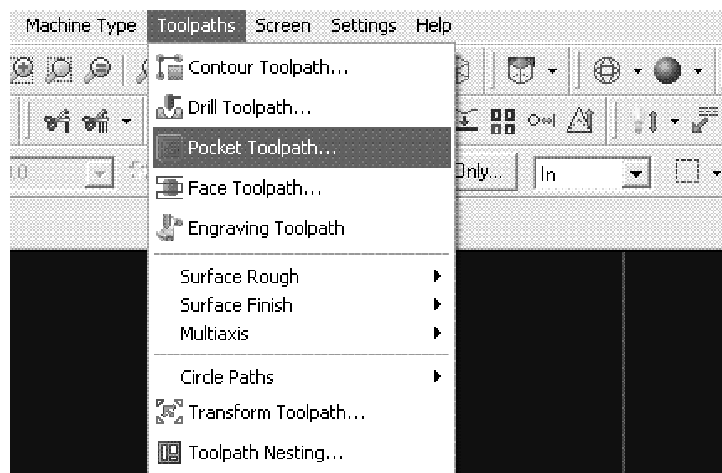 Machine Type Toolpaths Screen Settings Help
Contour Toolpath...
Drill Toolpath...
Pocket Toolpath...
Only... In
Face Toolpath...
Engraving Toolpath
Surface Rough
Surface Finish
Multiaxis
Circle Paths
Transform Toolpath...
Toolpath Nesting...